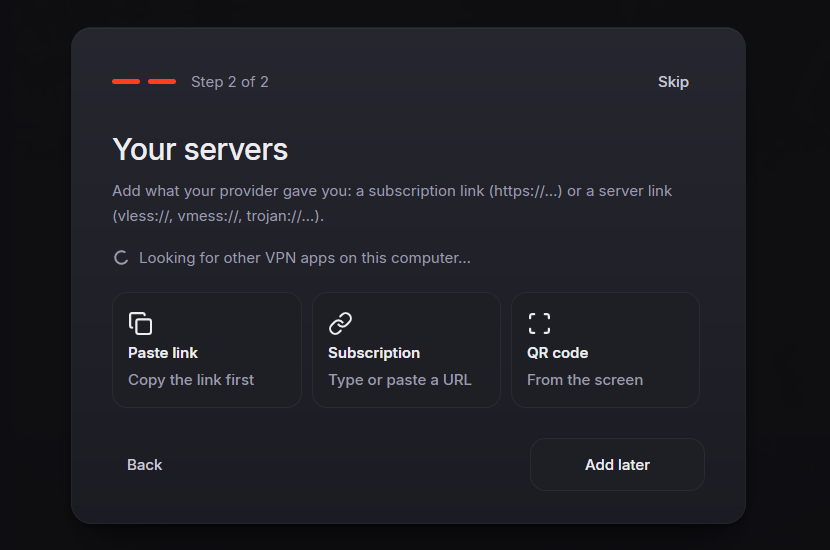 Step 2 of 2
Skip
Your servers
Add what your provider gave you: a subscription link (https://...) or a server link
(vless://, vmess://, trojan://...).
Looking for other VPN apps on this computer...
Paste link
Copy the link first
Subscription
Type or paste a URL
QR code
From the screen
Back
Add later